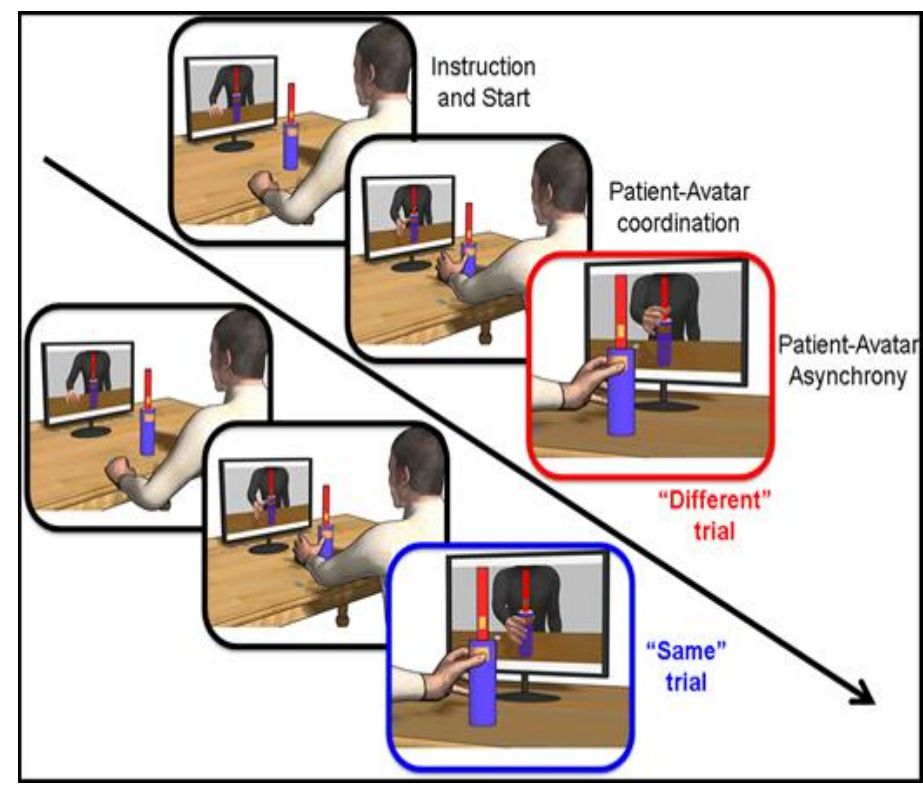 Instruction
and Start
Patient-Avatar
coordination
Patient-Avatar
Asynchrony
“Different”
trial
“Same”
trial